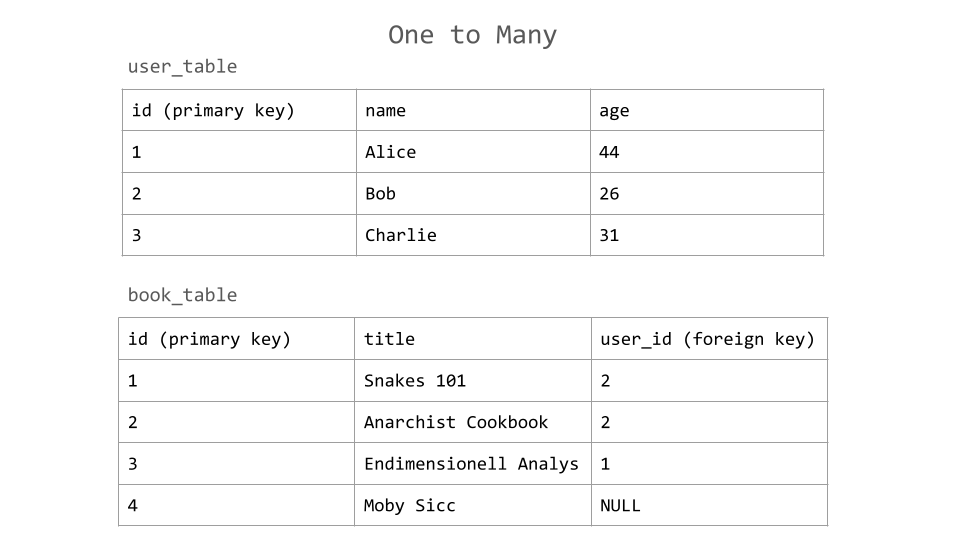 One to Many
user_table
id (primary key) name age
1 Alice 44
2 Bob 26
3 Charlie 31
book_table
id (primary key) title user_id (foreign key)
1 Snakes 101 2
2 Anarchist Cookbook 2
3 Endimensionell Analys 1
4 Moby Sicc NULL